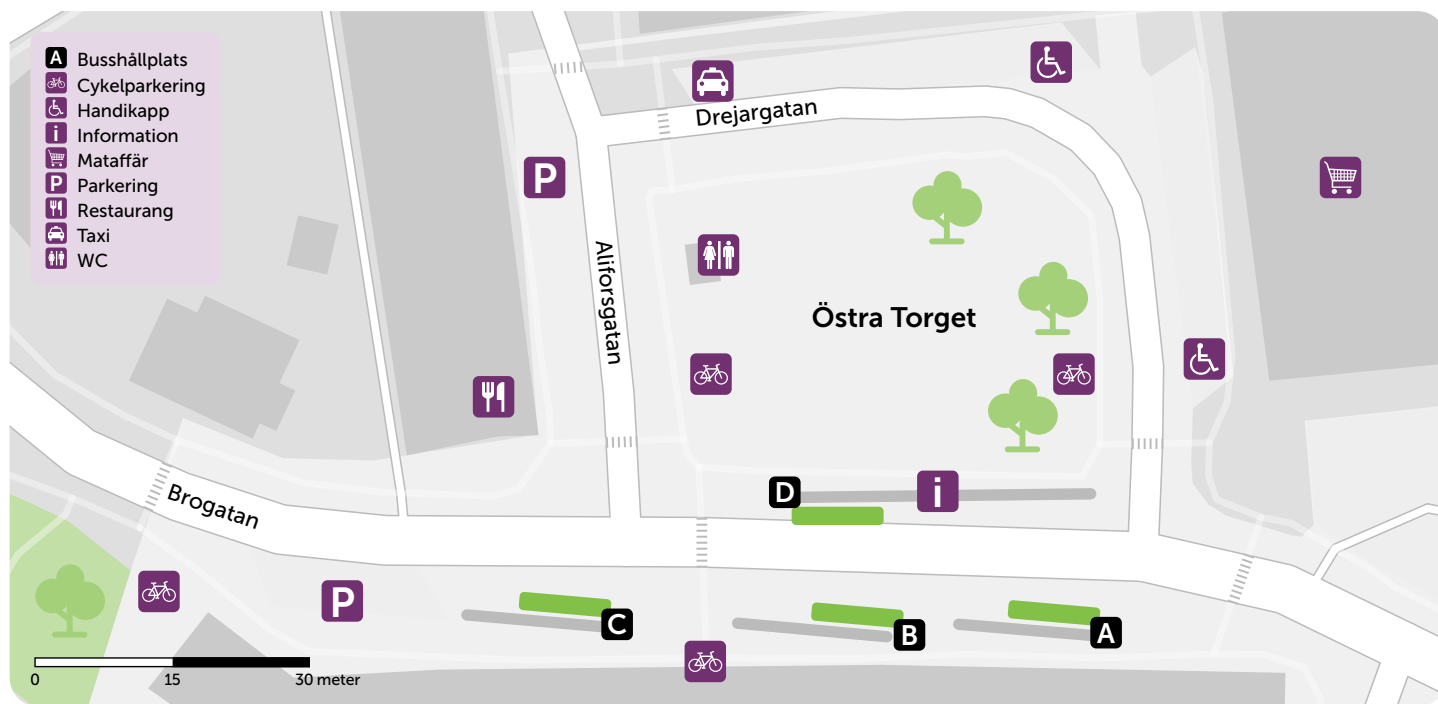 A Busshållplats
Cykelparkering
Handikapp
i Information
Mataffär
P Parkering
Restaurang
Taxi
WC
Drejargatan
P
Aliforsgatan
Östra Torget
D
i
Brogatan
P
C
B
A
0 15 30 meter